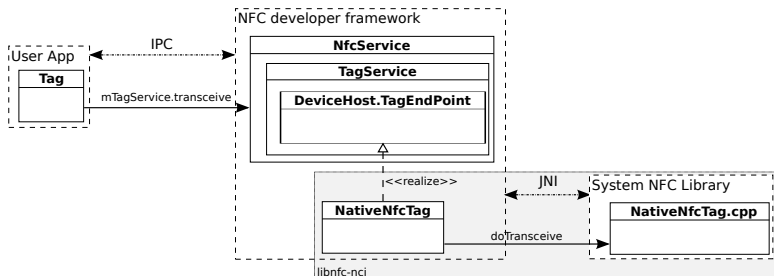 NFC developer framework
IPC
User App
Tag
mTagService.transceive
NfcService
TagService
DeviceHost.TagEndPoint
<<realize>>
JNI
System NFC Library
NativeNfcTag
doTransceive
NativeNfcTag.cpp
libnfc-nci